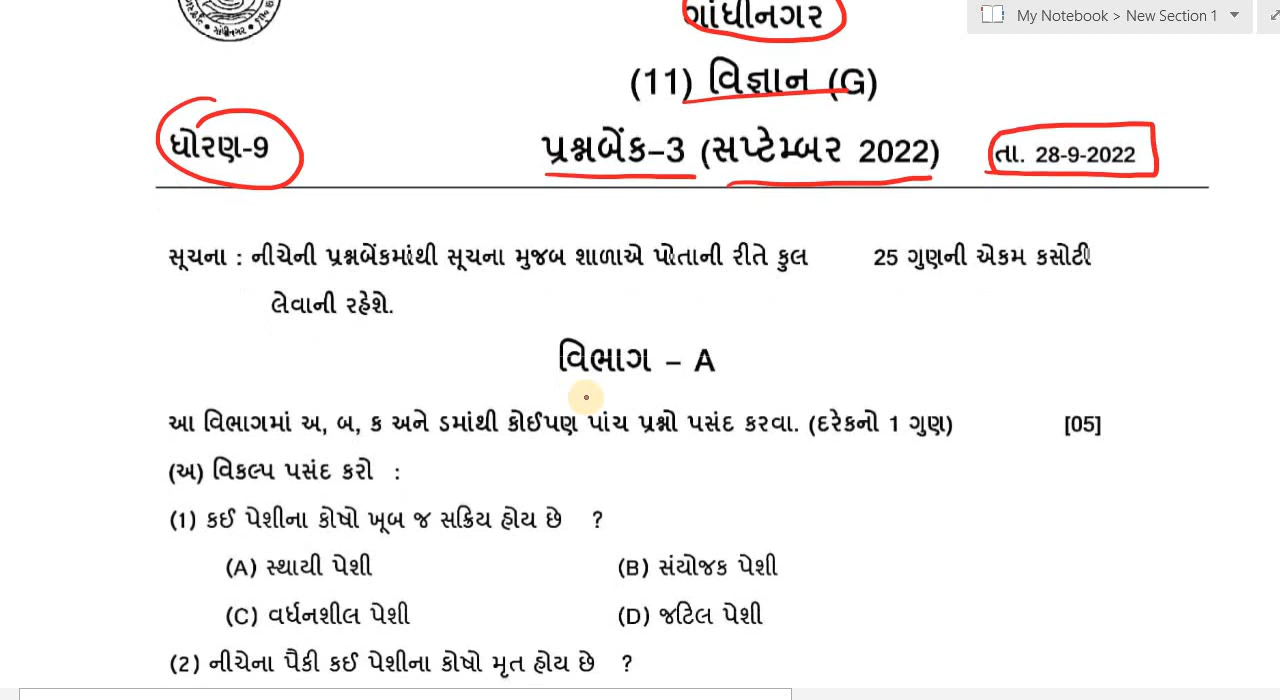 ગાંધીનગર
My Notebook > New Section 1
(11) વિજ્ઞાન (G)
ધોરણ-9 પ્રશ્નબેંક–3 (સપ્ટેમ્બર 2022) તા. 28-9-2022
સૂચના : નીચેની પ્રશ્નબેંકમાંથી સૂચના મુજબ શાળાએ પોતાની રીતે કુલ 25 ગુણની એકમ કસોટી
લેવાની રહેશે.
વિભાગ – A
આ વિભાગમાં અ, બ, ક અને ડમાંથી કોઈપણ પાંચ પ્રશ્નો પસંદ કરવા. (દરેકનો 1 ગુણ) [05]
(અ) વિકલ્પ પસંદ કરો :
(1) કઈ પેશીના કોષો ખૂબ જ સક્રિય હોય છે ?
(A) સ્થાયી પેશી (B) સંયોજક પેશી
(C) વર્ધનશીલ પેશી (D) જટિલ પેશી
(2) નીચેના પૈકી કઈ પેશીના કોષો મૃત હોય છે ?